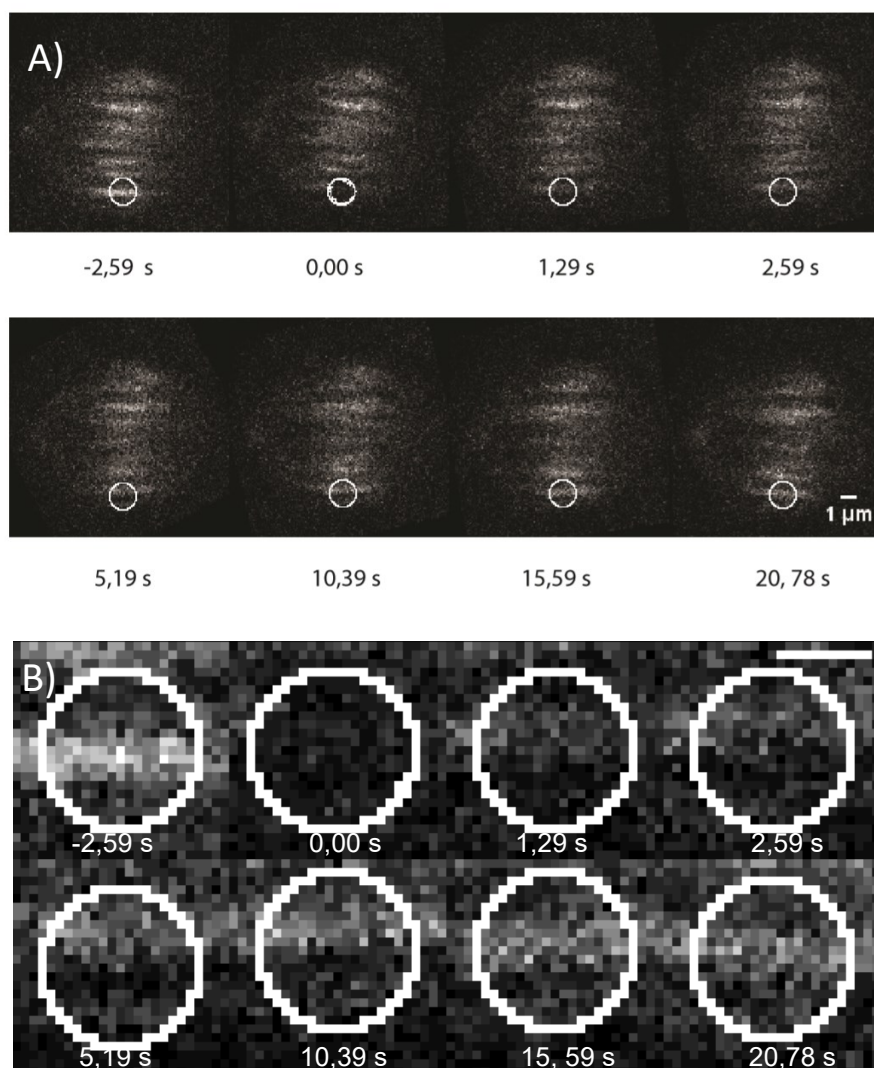 A)
-2,59 s 0,00 s 1,29 s 2,59 s
1 µm
5,19 s 10,39 s 15,59 s 20, 78 s
B)
-2,59 s 0,00 s 1,29 s 2,59 s
5,19 s 10,39 s 15, 59 s 20,78 s